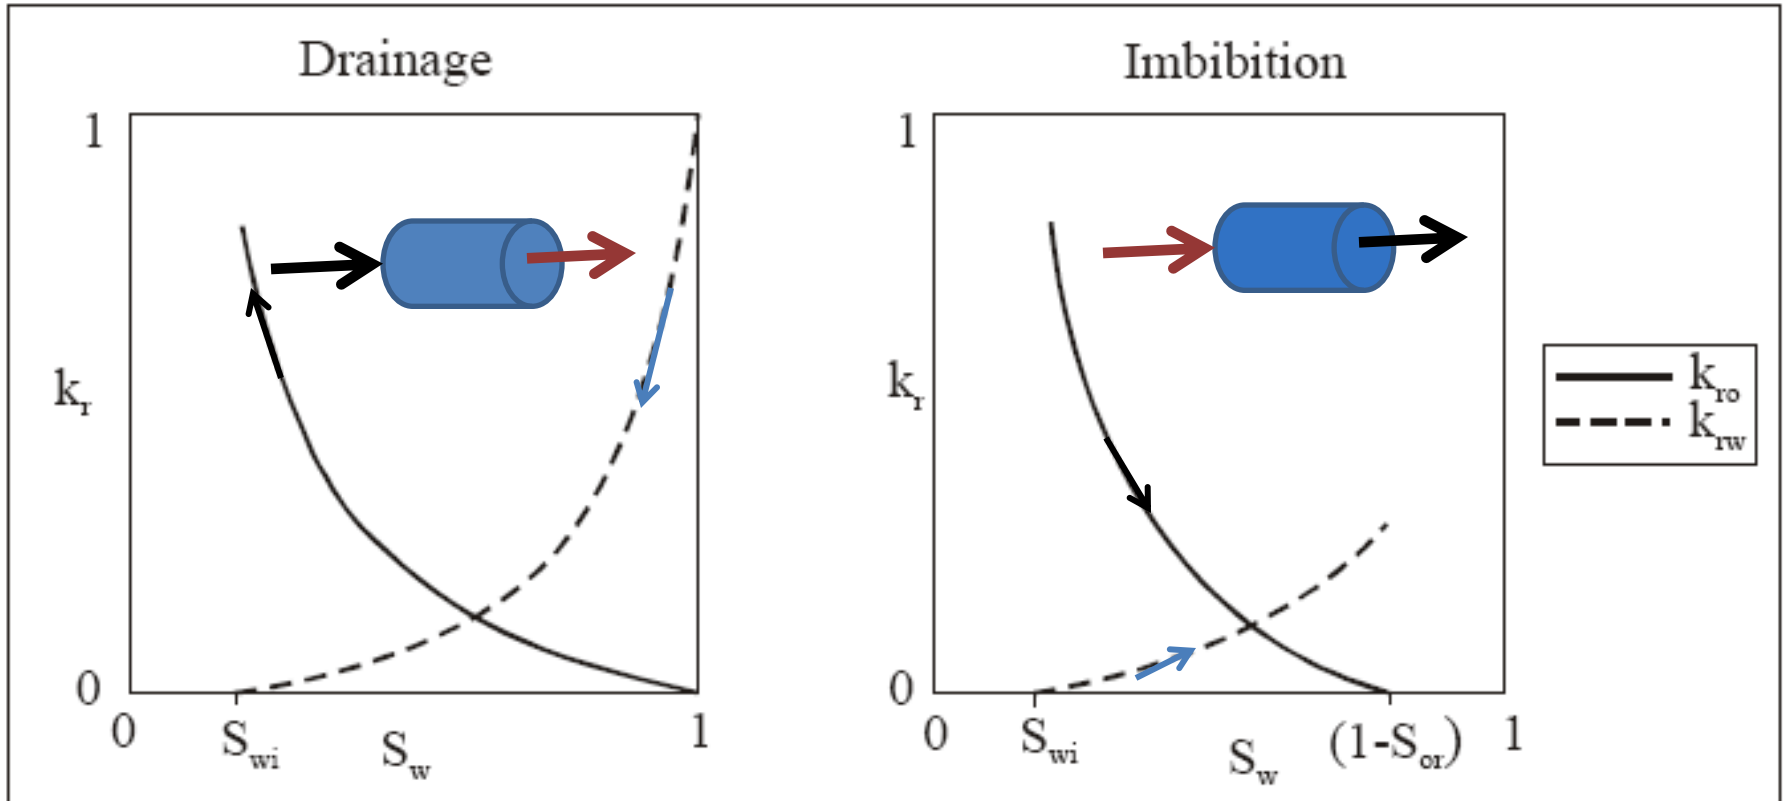 Drainage
1
k_r
0
0
S_wi
S_w
1
Imbibition
1
k_r
0
0
S_wi
S_w
(1-S_or)
1
k_ro
k_rw